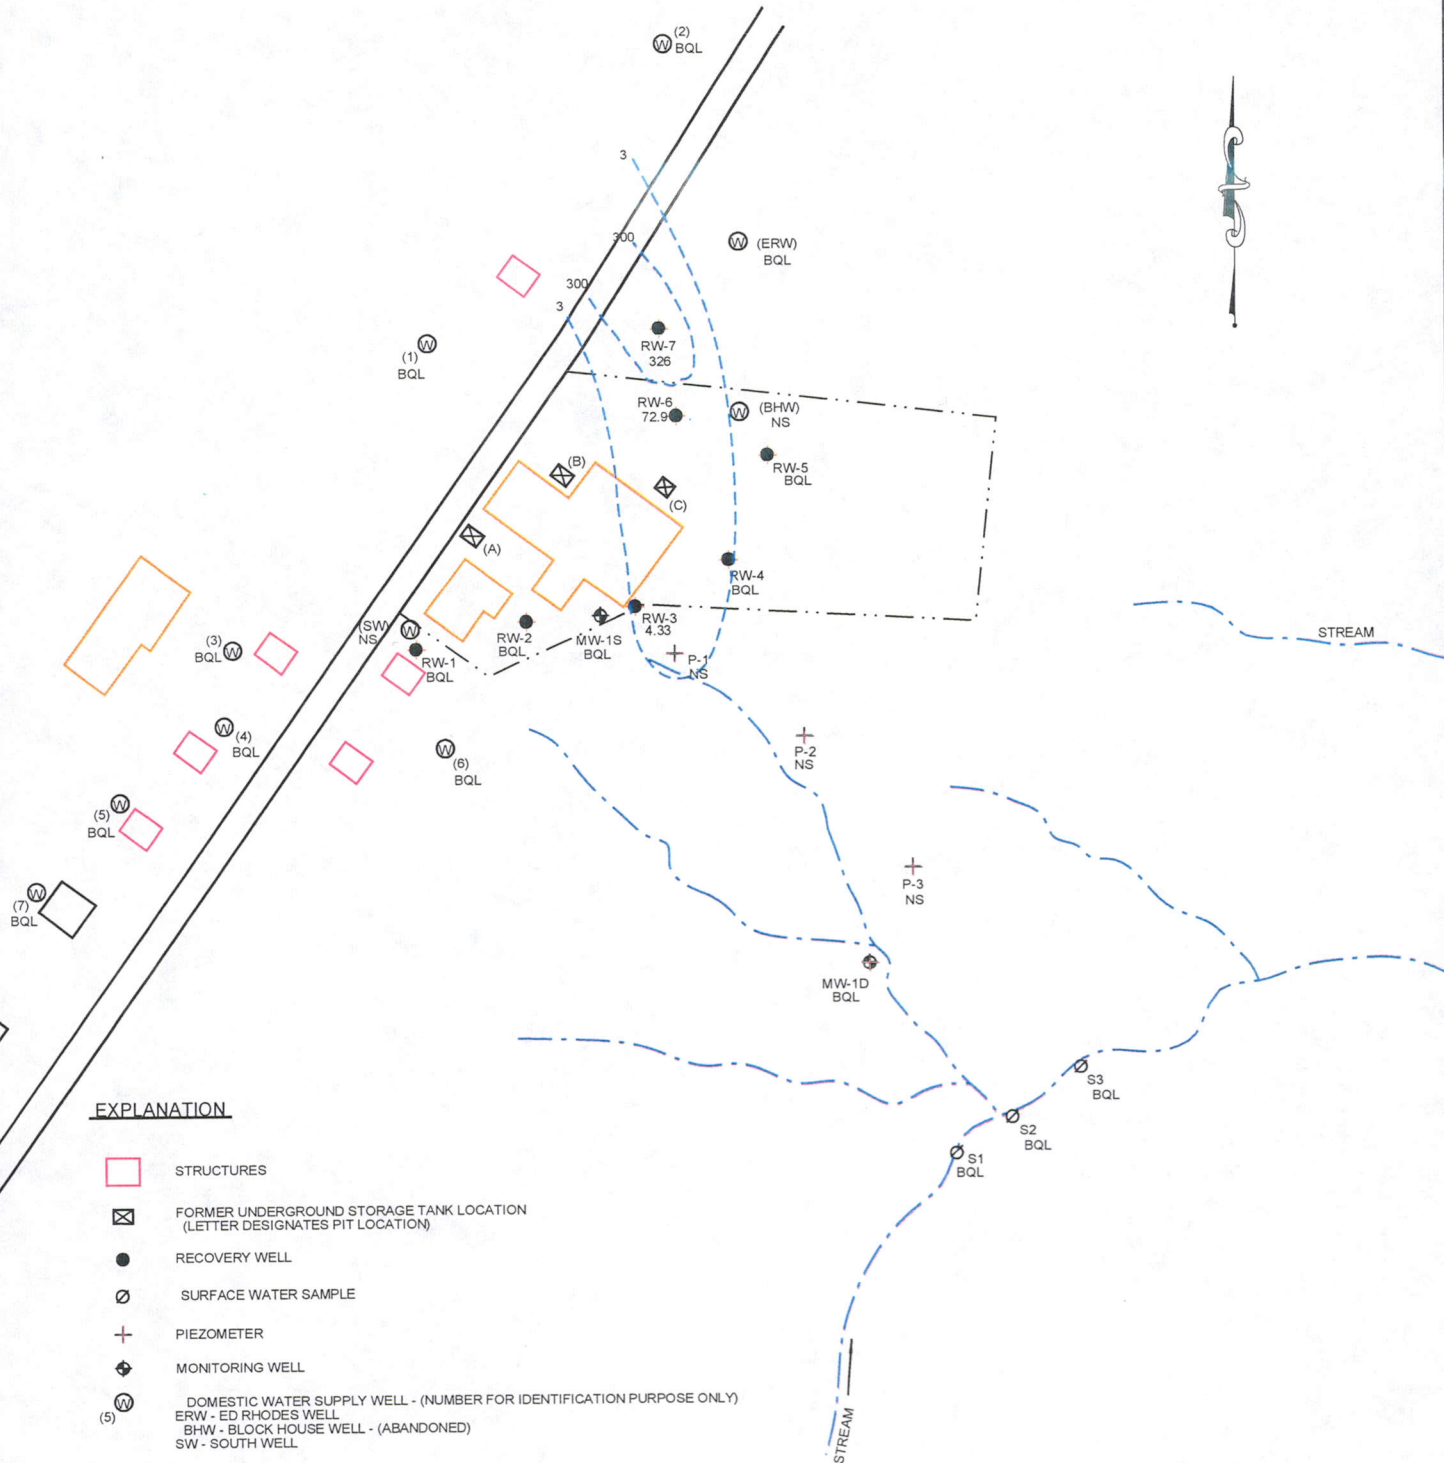 (2)
BQL
3
300
(ERW)
BQL
300
3
(1)
BQL
RW-7
326
RW-6
72.9
(BHW)
NS
(B)
RW-5
BQL
(C)
(A)
RW-4
BQL
(SW)
NS
RW-3
4.33
RW-2
BQL
MW-1S
BQL
STREAM
(3)
BQL
RW-1
BQL
P-1
NS
(4)
BQL
(6)
BQL
P-2
NS
(5)
BQL
P-3
NS
(7)
BQL
MW-1D
BQL
S3
BQL
S2
BQL
S1
BQL
STREAM
EXPLANATION
STRUCTURES
FORMER UNDERGROUND STORAGE TANK LOCATION
(LETTER DESIGNATES PIT LOCATION)
RECOVERY WELL
SURFACE WATER SAMPLE
PIEZOMETER
MONITORING WELL
W DOMESTIC WATER SUPPLY WELL - (NUMBER FOR IDENTIFICATION PURPOSE ONLY)
(5) ERW - ED RHODES WELL
BHW - BLOCK HOUSE WELL - (ABANDONED)
SW - SOUTH WELL